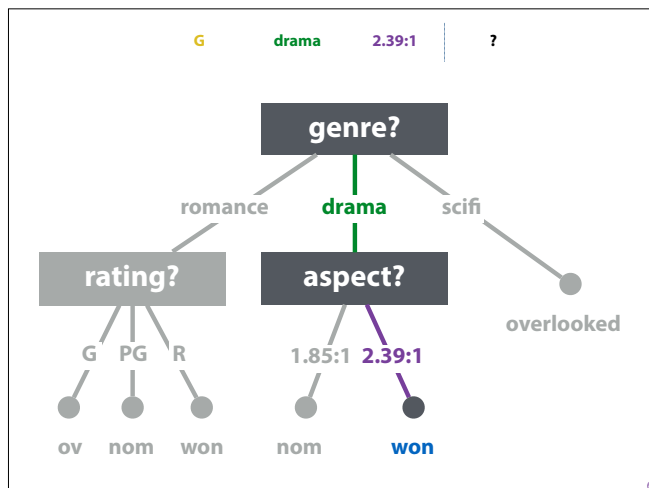 G drama 2.39:1 ?
genre?
romance drama scifi
rating? aspect?
overlooked
G PG R 1.85:1 2.39:1
ov nom won nom won